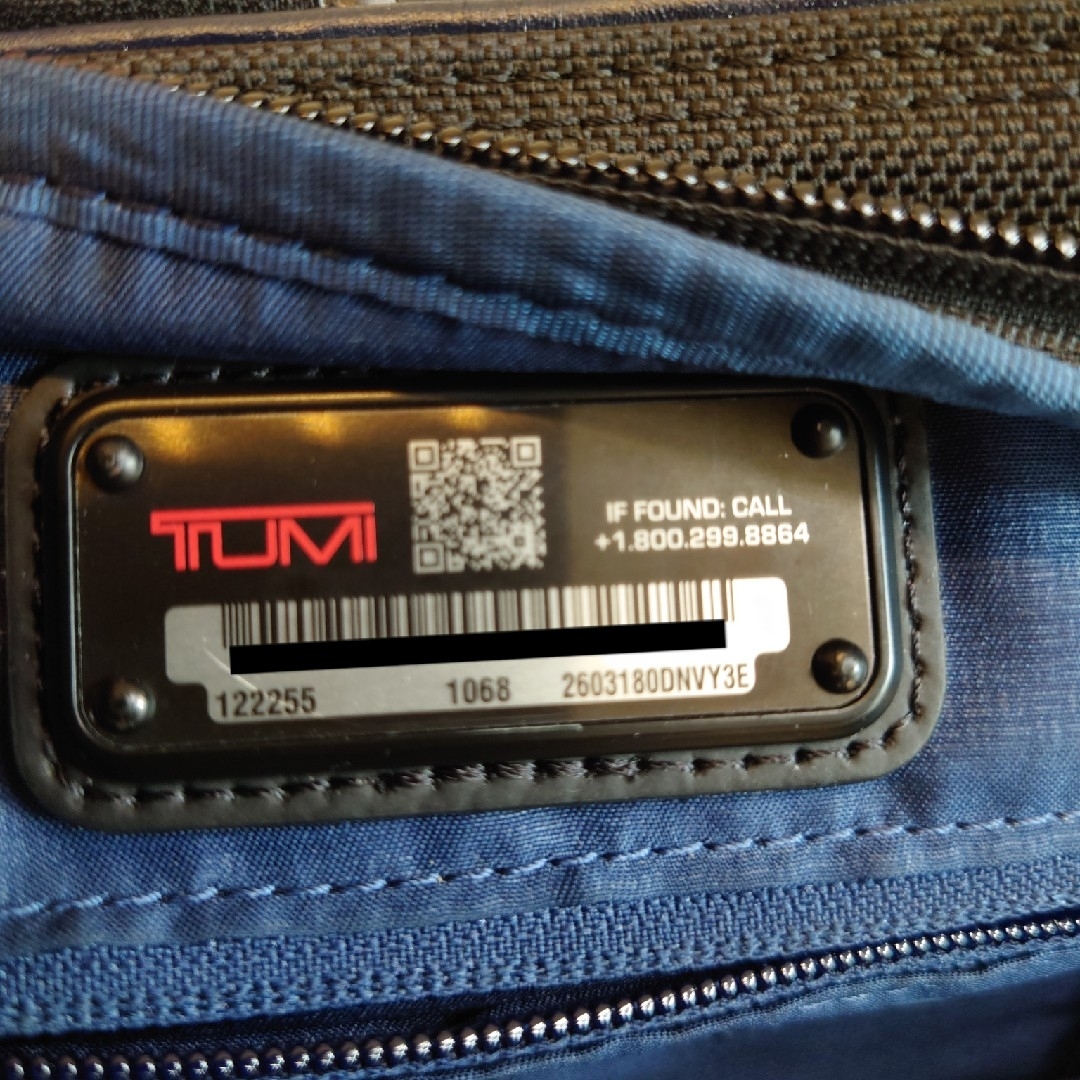 TUMI
IF FOUND: CALL
+1.800.299.8864
122255 1068 2603180DNVY3E